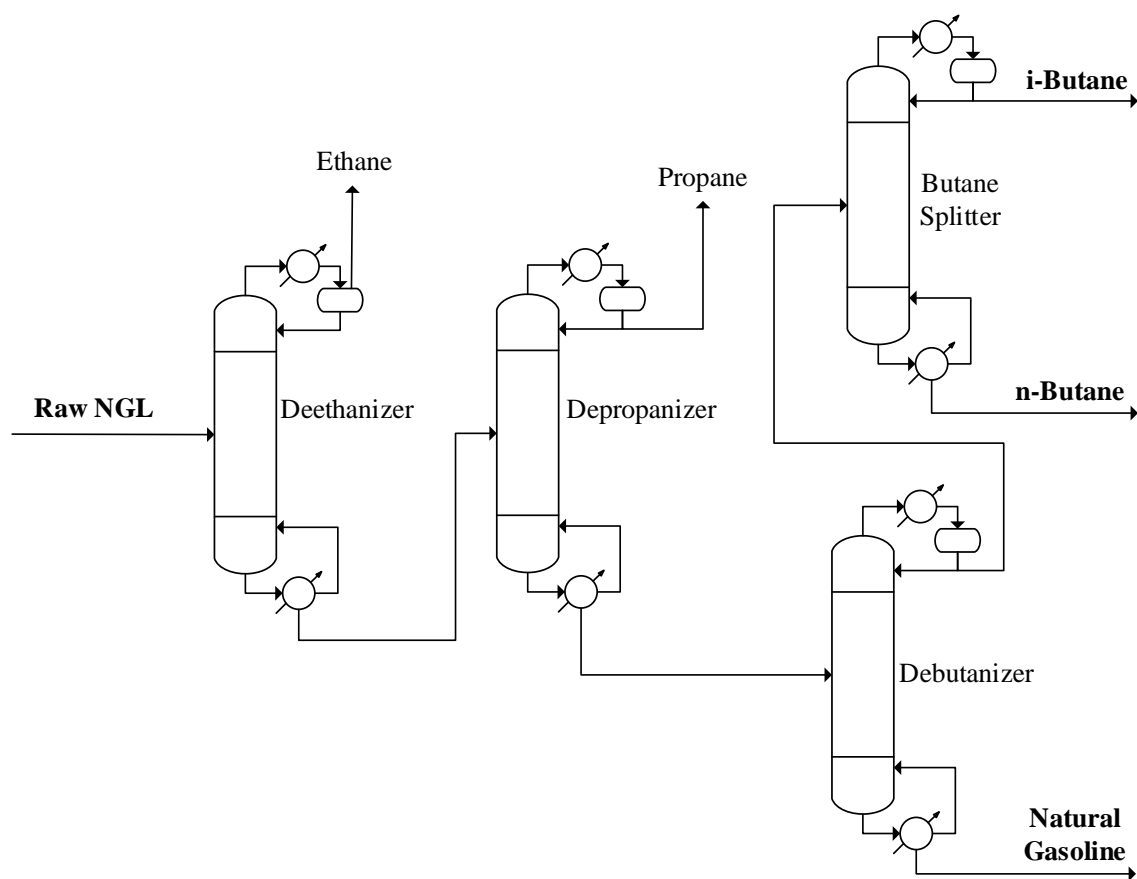 i-Butane
Ethane
Propane
Butane
Splitter
Raw NGL
Deethanizer
Depropanizer
n-Butane
Debutanizer
Natural
Gasoline